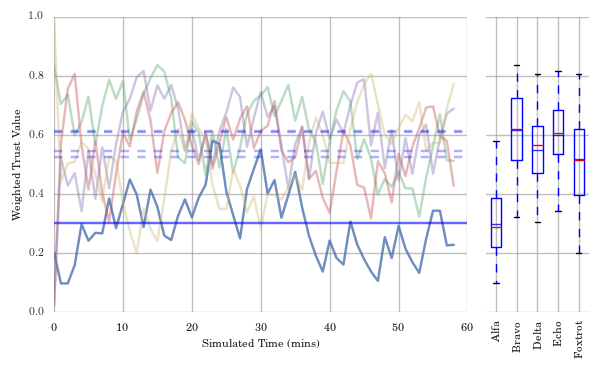 1.0
0.8
0.6
0.4
0.2
0.0
Weighted Trust Value
0 10 20 30 40 50 60
Simulated Time (mins)
Alfa
Bravo
Delta
Echo
Foxtrot